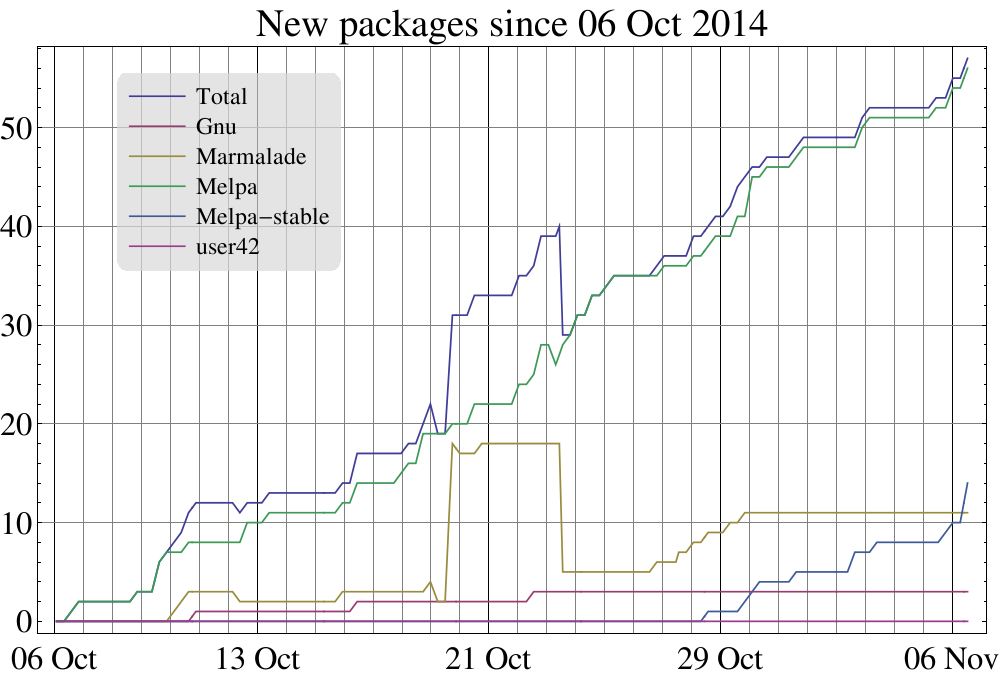 New packages since 06 Oct 2014
Total
Gnu
Marmalade
Melpa
Melpa-stable
user42
50
40
30
20
10
0
06 Oct 13 Oct 21 Oct 29 Oct 06 Nov